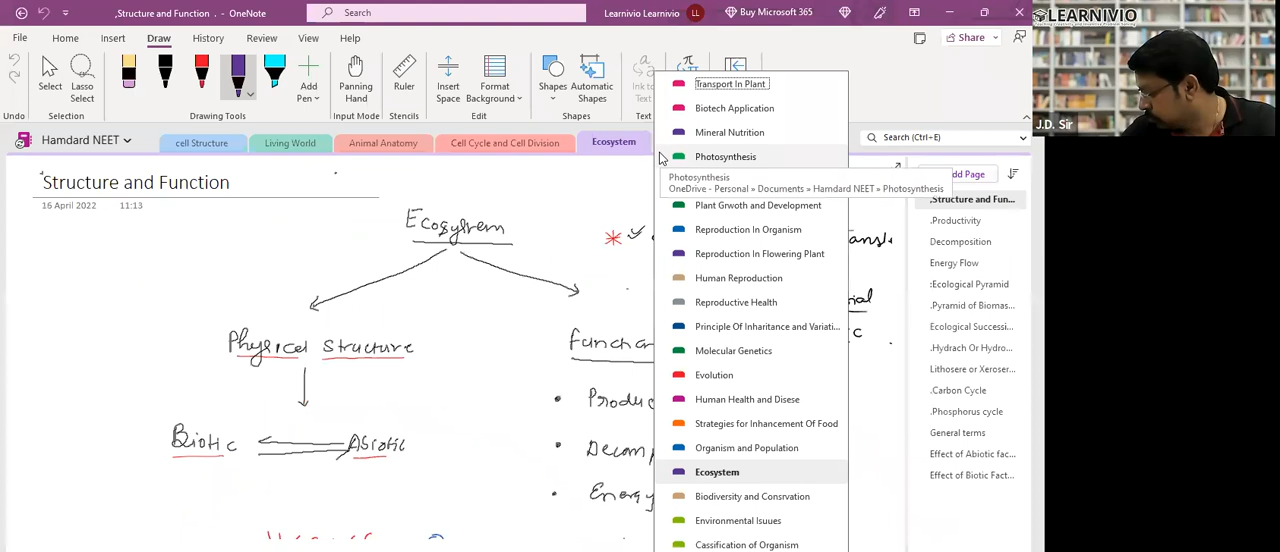 ,Structure and Function . - OneNote
Search
Learnivio Learnivio
LL
Buy Microsoft 365
LEARNIVIO
File
Home
Insert
Draw
History
Review
View
Help
Share
Select
Lasso Select
Add Pen
Panning Hand
Ruler
Insert Space
Format Background
Shapes
Automatic Shapes
Ink to Text
Drawing Tools
Input Mode
Stencils
Edit
Shapes
J.D. Sir
Hamdard NEET
cell Structure
Living World
Animal Anatomy
Cell Cycle and Cell Division
Ecosystem
Search (Ctrl+E)
Add Page
Structure and Function
16 April 2022
11:13
Ecosystem
Physical structure
Biotic
Abiotic
Produc
Decomp
Energy
Transport In Plant
Biotech Application
Mineral Nutrition
Photosynthesis
Photosynthesis
OneDrive - Personal » Documents » Hamdard NEET » Photosynthesis
Plant Grwoth and Development
Reproduction In Organism
Reproduction In Flowering Plant
Human Reproduction
Reproductive Health
Principle Of Inharitance and Variati...
Molecular Genetics
Evolution
Human Health and Disese
Strategies for Inhancement Of Food
Organism and Population
Ecosystem
Biodiversity and Consrvation
Environmental Isuues
Cassification of Organism
.Structure and Fun...
.Productivity
Decomposition
Energy Flow
:Ecological Pyramid
.Pyramid of Biomas...
Ecological Successi...
.Hydrach Or Hydro...
Lithosere or Xeroser...
.Carbon Cycle
.Phosphorus cycle
General terms
Effect of Abiotic fac...
Effect of Biotic Fact...